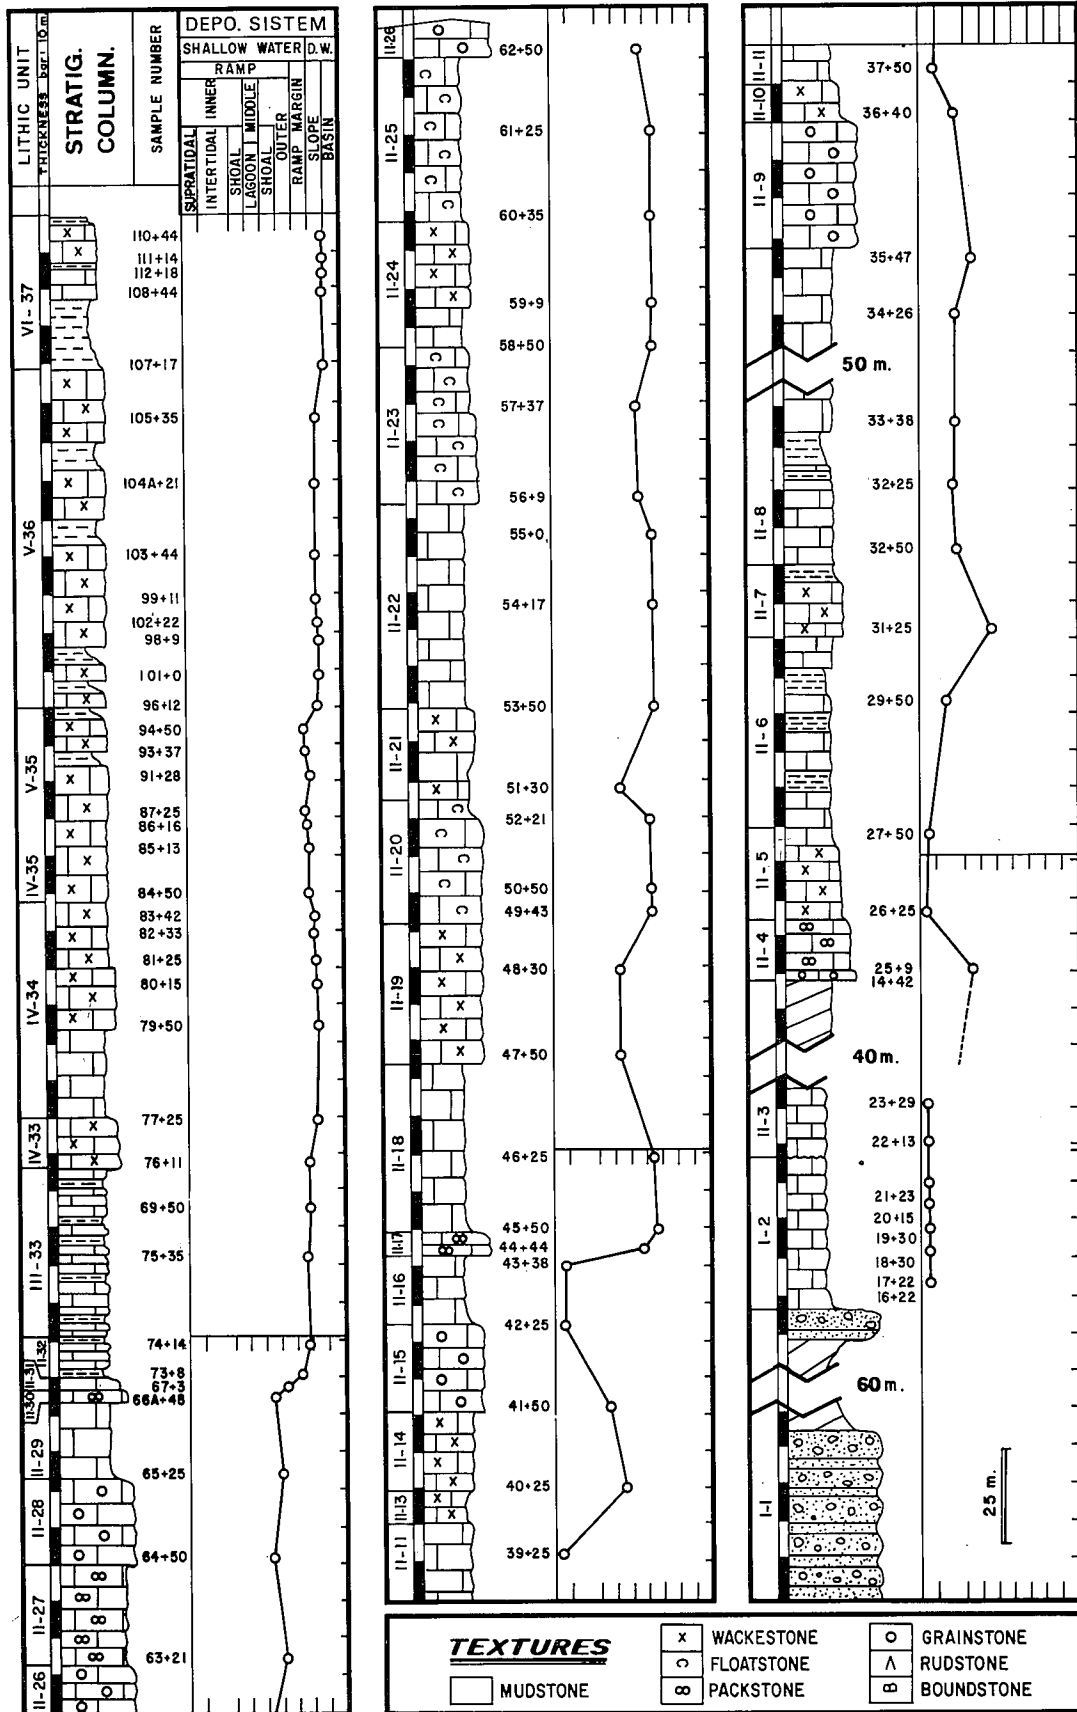 LITHIC UNIT
THICKNESS bar: 10 m
STRATIG.
COLUMN.
SAMPLE NUMBER
DEPO. SISTEM
SHALLOW WATER
D.W.
RAMP
INNER
MIDDLE
OUTER
SUPRATIDAL
INTERTIDAL
SHOAL
LAGOON
SHOAL
RAMP MARGIN
SLOPE
BASIN
VI-37
V-36
V-35
IV-35
IV-34
IV-33
III-33
II-32
II-31
II-30
II-29
II-28
II-27
II-26
110+44
111+14
112+18
108+44
107+17
105+35
104A+21
103+44
99+11
102+22
98+9
101+0
96+12
94+50
93+37
91+28
87+25
86+16
85+13
84+50
83+42
82+33
81+25
80+15
79+50
77+25
76+11
69+50
75+35
74+14
73+8
67+3
66A+48
65+25
64+50
63+21
II-26
II-25
II-24
II-23
II-22
II-21
II-20
II-19
II-18
II-17
II-16
II-15
II-14
II-13
II-11
62+50
61+25
60+35
59+9
58+50
57+37
56+9
55+0
54+17
53+50
51+30
52+21
50+50
49+43
48+30
47+50
46+25
45+50
44+44
43+38
42+25
41+50
40+25
39+25
II-11
II-10
II-9
II-8
II-7
II-6
II-5
II-4
II-3
I-2
I-1
37+50
36+40
35+47
34+26
50 m.
33+38
32+25
32+50
31+25
29+50
27+50
26+25
25+9
14+42
40 m.
23+29
22+13
21+23
20+15
19+30
18+30
17+22
16+22
60 m.
25 m.
TEXTURES
MUDSTONE
x WACKESTONE
FLOATSTONE
PACKSTONE
GRAINSTONE
RUDSTONE
B BOUNDSTONE